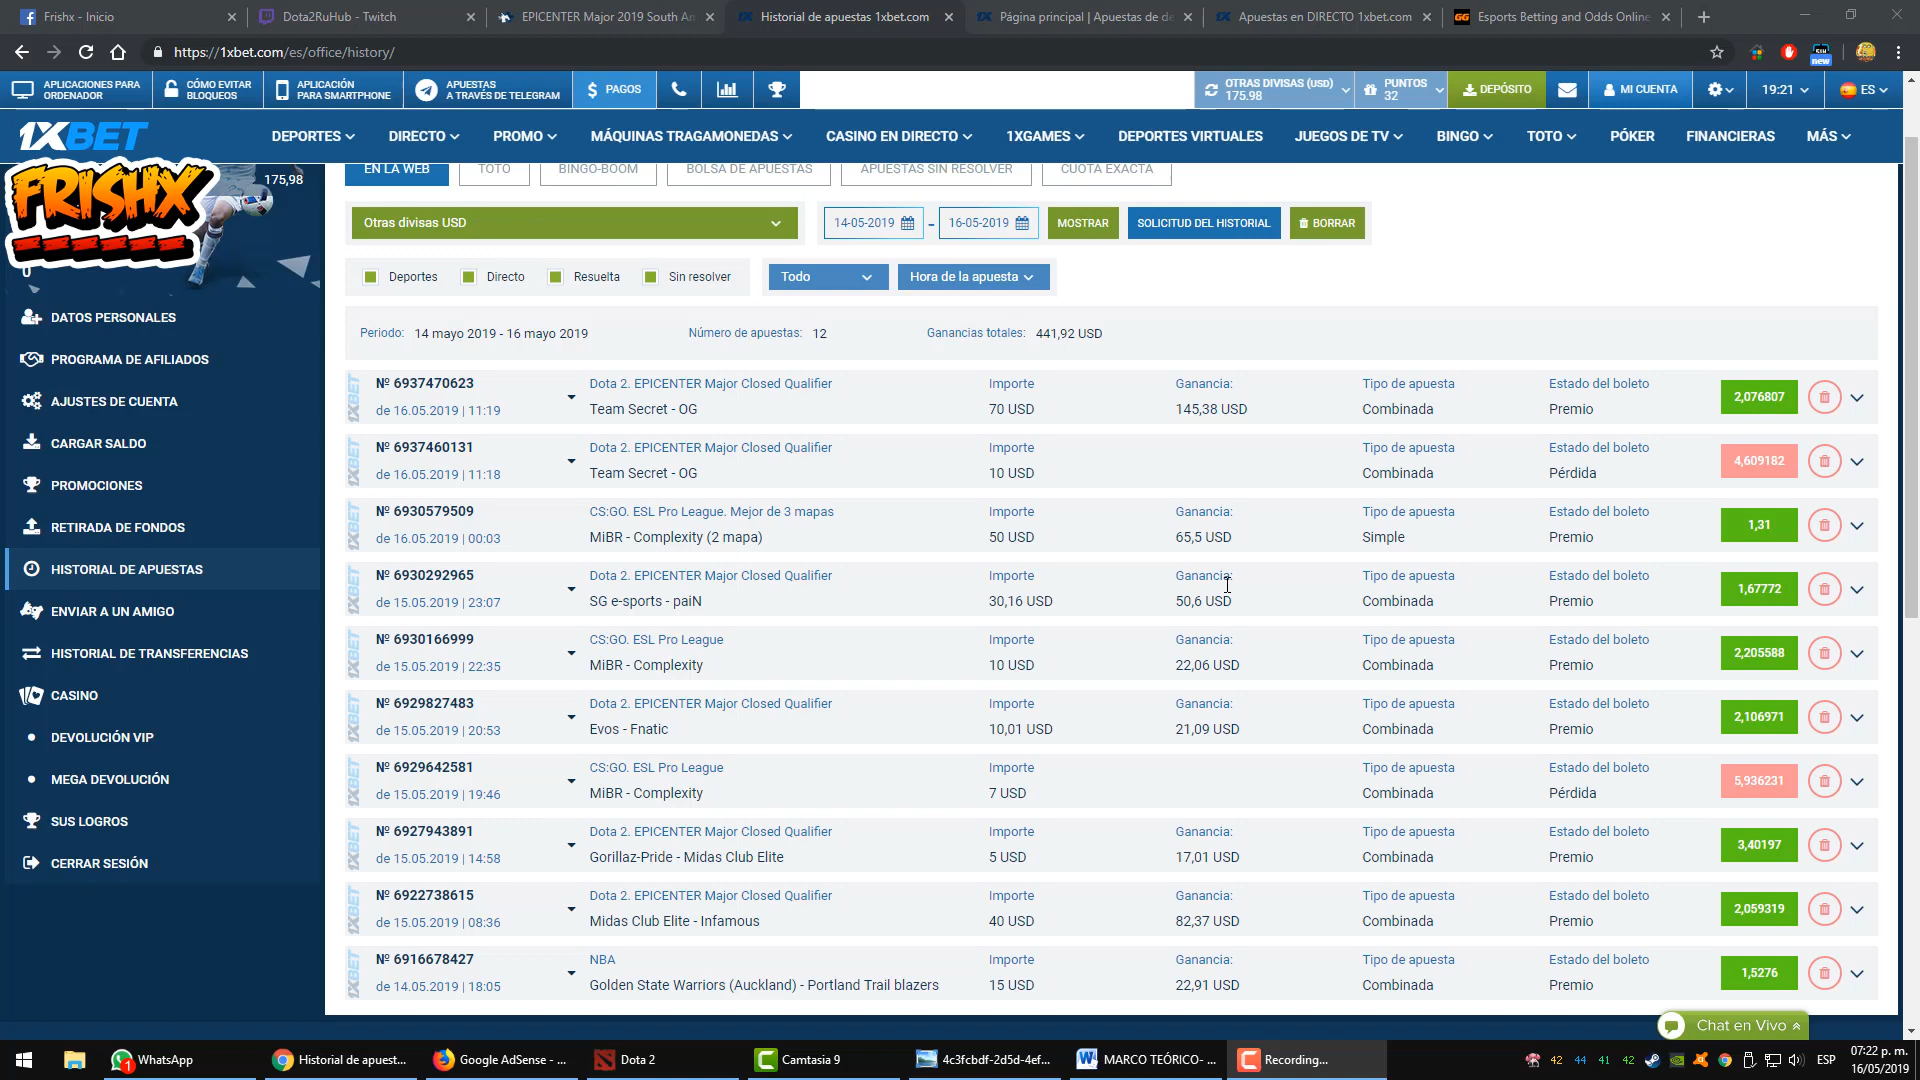 Frishx - Inicio
Dota2RuHub - Twitch
EPICENTER Major 2019 South Am
Historial de apuestas 1xbet.com
Página principal | Apuestas de de
Apuestas en DIRECTO 1xbet.com
Esports Betting and Odds Online
https://1xbet.com/es/office/history/
new
APLICACIONES PARA ORDENADOR
CÓMO EVITAR BLOQUEOS
APLICACIÓN PARA SMARTPHONE
APUESTAS A TRAVÉS DE TELEGRAM
$ PAGOS
OTRAS DIVISAS (USD) 175.98
PUNTOS 32
DEPÓSITO
MI CUENTA
19:21
ES
1XBET
DEPORTES
DIRECTO
PROMO
MÁQUINAS TRAGAMONEDAS
CASINO EN DIRECTO
1XGAMES
DEPORTES VIRTUALES
JUEGOS DE TV
BINGO
TOTO
PÓKER
FINANCIERAS
MÁS
FRISHX
175,98
0
EN LA WEB
TOTO
BINGO-BOOM
BOLSA DE APUESTAS
APUESTAS SIN RESOLVER
CUOTA EXACTA
Otras divisas USD
14-05-2019 - 16-05-2019
MOSTRAR
SOLICITUD DEL HISTORIAL
BORRAR
Deportes
Directo
Resuelta
Sin resolver
Todo
Hora de la apuesta
DATOS PERSONALES
PROGRAMA DE AFILIADOS
AJUSTES DE CUENTA
CARGAR SALDO
PROMOCIONES
RETIRADA DE FONDOS
HISTORIAL DE APUESTAS
ENVIAR A UN AMIGO
HISTORIAL DE TRANSFERENCIAS
CASINO
DEVOLUCIÓN VIP
MEGA DEVOLUCIÓN
SUS LOGROS
CERRAR SESIÓN
Periodo: 14 mayo 2019 - 16 mayo 2019 Número de apuestas: 12 Ganancias totales: 441,92 USD
1XBET Nº 6937470623 Dota 2. EPICENTER Major Closed Qualifier Importe Ganancia: Tipo de apuesta Estado del boleto 2,076807
de 16.05.2019 | 11:19 Team Secret - OG 70 USD 145,38 USD Combinada Premio
1XBET Nº 6937460131 Dota 2. EPICENTER Major Closed Qualifier Importe Tipo de apuesta Estado del boleto 4,609182
de 16.05.2019 | 11:18 Team Secret - OG 10 USD Combinada Pérdida
1XBET Nº 6930579509 CS:GO. ESL Pro League. Mejor de 3 mapas Importe Ganancia: Tipo de apuesta Estado del boleto 1,31
de 16.05.2019 | 00:03 MiBR - Complexity (2 mapa) 50 USD 65,5 USD Simple Premio
1XBET Nº 6930292965 Dota 2. EPICENTER Major Closed Qualifier Importe Ganancia: Tipo de apuesta Estado del boleto 1,67772
de 15.05.2019 | 23:07 SG e-sports - paiN 30,16 USD 50,6 USD Combinada Premio
1XBET Nº 6930166999 CS:GO. ESL Pro League Importe Ganancia: Tipo de apuesta Estado del boleto 2,205588
de 15.05.2019 | 22:35 MiBR - Complexity 10 USD 22,06 USD Combinada Premio
1XBET Nº 6929827483 Dota 2. EPICENTER Major Closed Qualifier Importe Ganancia: Tipo de apuesta Estado del boleto 2,106971
de 15.05.2019 | 20:53 Evos - Fnatic 10,01 USD 21,09 USD Combinada Premio
1XBET Nº 6929642581 CS:GO. ESL Pro League Importe Tipo de apuesta Estado del boleto 5,936231
de 15.05.2019 | 19:46 MiBR - Complexity 7 USD Combinada Pérdida
1XBET Nº 6927943891 Dota 2. EPICENTER Major Closed Qualifier Importe Ganancia: Tipo de apuesta Estado del boleto 3,40197
de 15.05.2019 | 14:58 Gorillaz-Pride - Midas Club Elite 5 USD 17,01 USD Combinada Premio
1XBET Nº 6922738615 Dota 2. EPICENTER Major Closed Qualifier Importe Ganancia: Tipo de apuesta Estado del boleto 2,059319
de 15.05.2019 | 08:36 Midas Club Elite - Infamous 40 USD 82,37 USD Combinada Premio
1XBET Nº 6916678427 NBA Importe Ganancia: Tipo de apuesta Estado del boleto 1,5276
de 14.05.2019 | 18:05 Golden State Warriors (Auckland) - Portland Trail blazers 15 USD 22,91 USD Combinada Premio
Chat en Vivo
1 WhatsApp
Historial de apuest...
Google AdSense - ...
Dota 2
Camtasia 9
4c3fcbdf-2d5d-4ef...
MARCO TEÓRICO- ...
Recording...
42 44 41 42
ESP
07:22 p. m.
16/05/2019